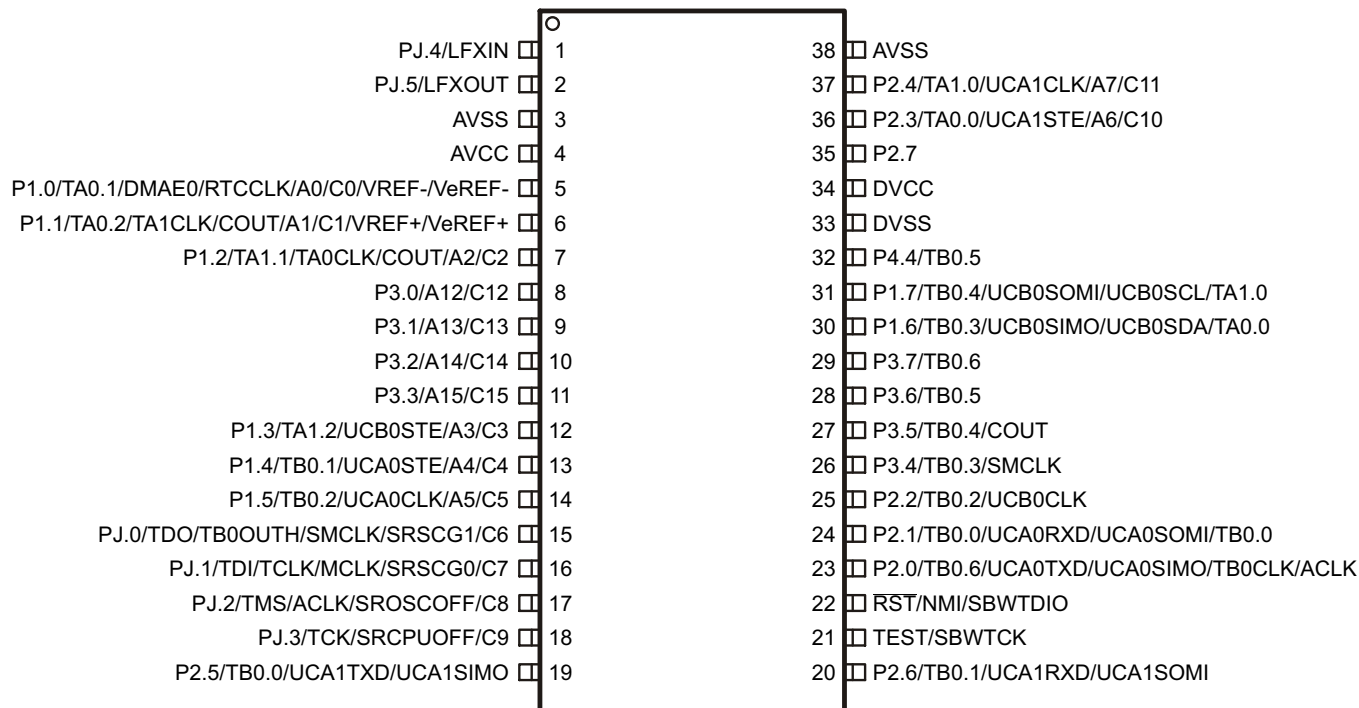 PJ.4/LFXIN 1 38 AVSS
PJ.5/LFXOUT 2 37 P2.4/TA1.0/UCA1CLK/A7/C11
AVSS 3 36 P2.3/TA0.0/UCA1STE/A6/C10
AVCC 4 35 P2.7
P1.0/TA0.1/DMAE0/RTCCLK/A0/C0/VREF-/VeREF- 5 34 DVCC
P1.1/TA0.2/TA1CLK/COUT/A1/C1/VREF+/VeREF+ 6 33 DVSS
P1.2/TA1.1/TA0CLK/COUT/A2/C2 7 32 P4.4/TB0.5
P3.0/A12/C12 8 31 P1.7/TB0.4/UCB0SOMI/UCB0SCL/TA1.0
P3.1/A13/C13 9 30 P1.6/TB0.3/UCB0SIMO/UCB0SDA/TA0.0
P3.2/A14/C14 10 29 P3.7/TB0.6
P3.3/A15/C15 11 28 P3.6/TB0.5
P1.3/TA1.2/UCB0STE/A3/C3 12 27 P3.5/TB0.4/COUT
P1.4/TB0.1/UCA0STE/A4/C4 13 26 P3.4/TB0.3/SMCLK
P1.5/TB0.2/UCA0CLK/A5/C5 14 25 P2.2/TB0.2/UCB0CLK
PJ.0/TDO/TB0OUTH/SMCLK/SRSCG1/C6 15 24 P2.1/TB0.0/UCA0RXD/UCA0SOMI/TB0.0
PJ.1/TDI/TCLK/MCLK/SRSCG0/C7 16 23 P2.0/TB0.6/UCA0TXD/UCA0SIMO/TB0CLK/ACLK
PJ.2/TMS/ACLK/SROSCOFF/C8 17 22 RST/NMI/SBWTDIO
PJ.3/TCK/SRCPUOFF/C9 18 21 TEST/SBWTCK
P2.5/TB0.0/UCA1TXD/UCA1SIMO 19 20 P2.6/TB0.1/UCA1RXD/UCA1SOMI